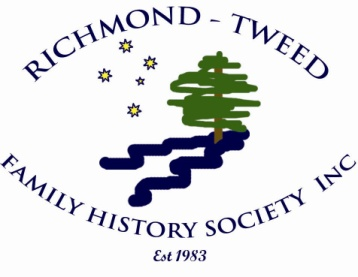 RICHMOND - TWEED
FAMILY HISTORY SOCIETY INC
Est 1983